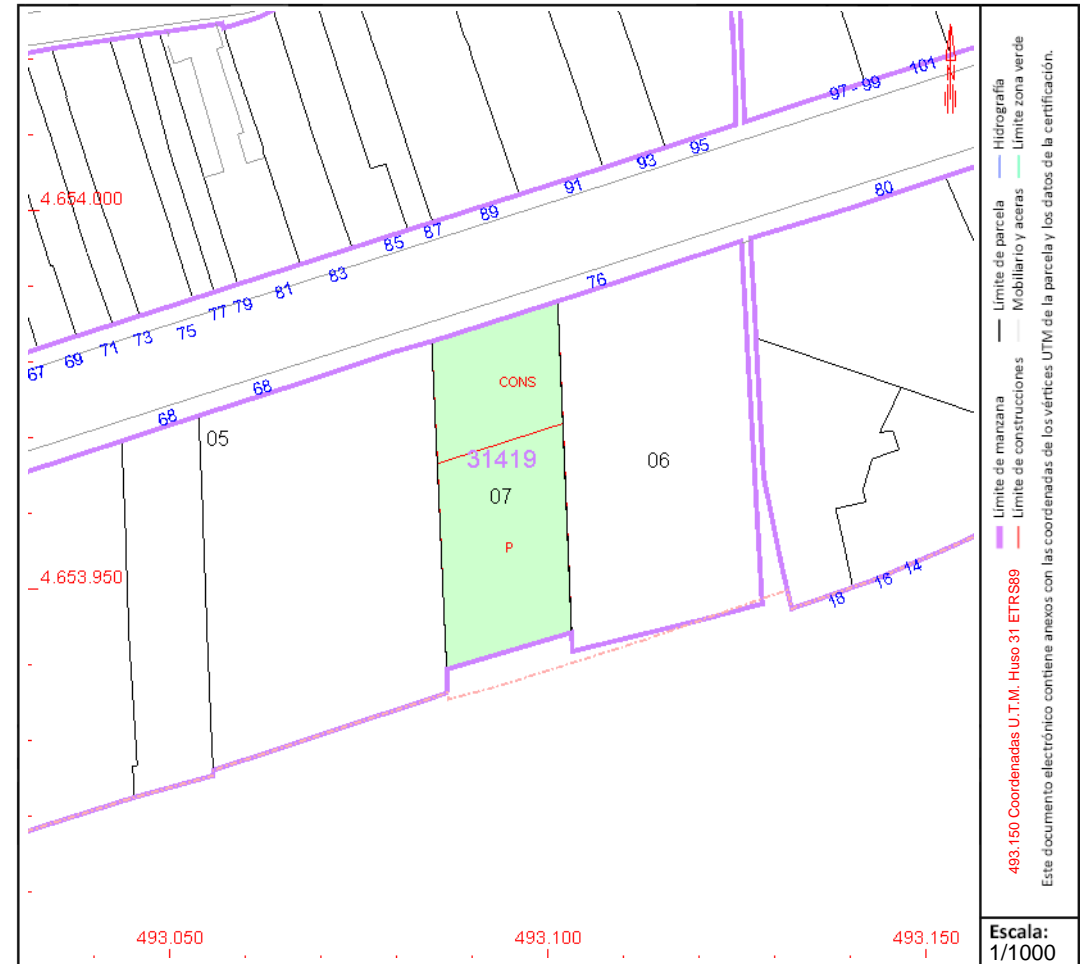 101
97 - 99
95
93
91
89
87
85
83
81
79
77
75
73
71
69
67
4.654.000
80
76
68
68
CONS
05
31419
06
07
P
4.653.950
18
16
14
493.050
493.100
493.150
Hidrografía
Límite zona verde
Límite de parcela
Mobiliario y aceras
Límite de manzana
Límite de construcciones
493.150 Coordenadas U.T.M. Huso 31 ETRS89
Este documento electrónico contiene anexos con las coordenadas de los vértices UTM de la parcela y los datos de la certificación.
Escala:
1/1000